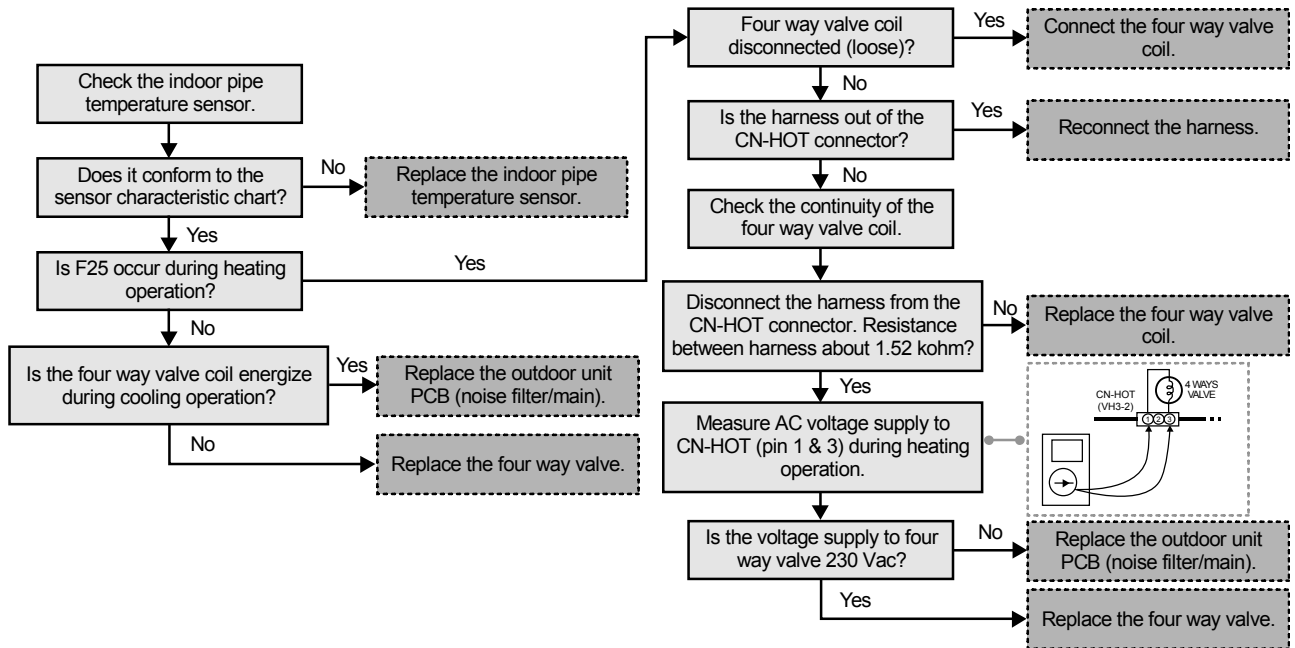 Check the indoor pipe
temperature sensor.
Does it conform to the
sensor characteristic chart?
No
Replace the indoor pipe
temperature sensor.
Yes
Is F25 occur during heating
operation?
Yes
No
Is the four way valve coil energize
during cooling operation?
Yes
Replace the outdoor unit
PCB (noise filter/main).
No
Replace the four way valve.
Four way valve coil
disconnected (loose)?
Yes
Connect the four way valve
coil.
No
Is the harness out of the
CN-HOT connector?
Yes
Reconnect the harness.
No
Check the continuity of the
four way valve coil.
Disconnect the harness from the
CN-HOT connector. Resistance
between harness about 1.52 kohm?
No
Replace the four way valve
coil.
Yes
Measure AC voltage supply to
CN-HOT (pin 1 & 3) during heating
operation.
CN-HOT
(VH3-2)
4 WAYS
VALVE
1 2 3
Is the voltage supply to four
way valve 230 Vac?
No
Replace the outdoor unit
PCB (noise filter/main).
Yes
Replace the four way valve.